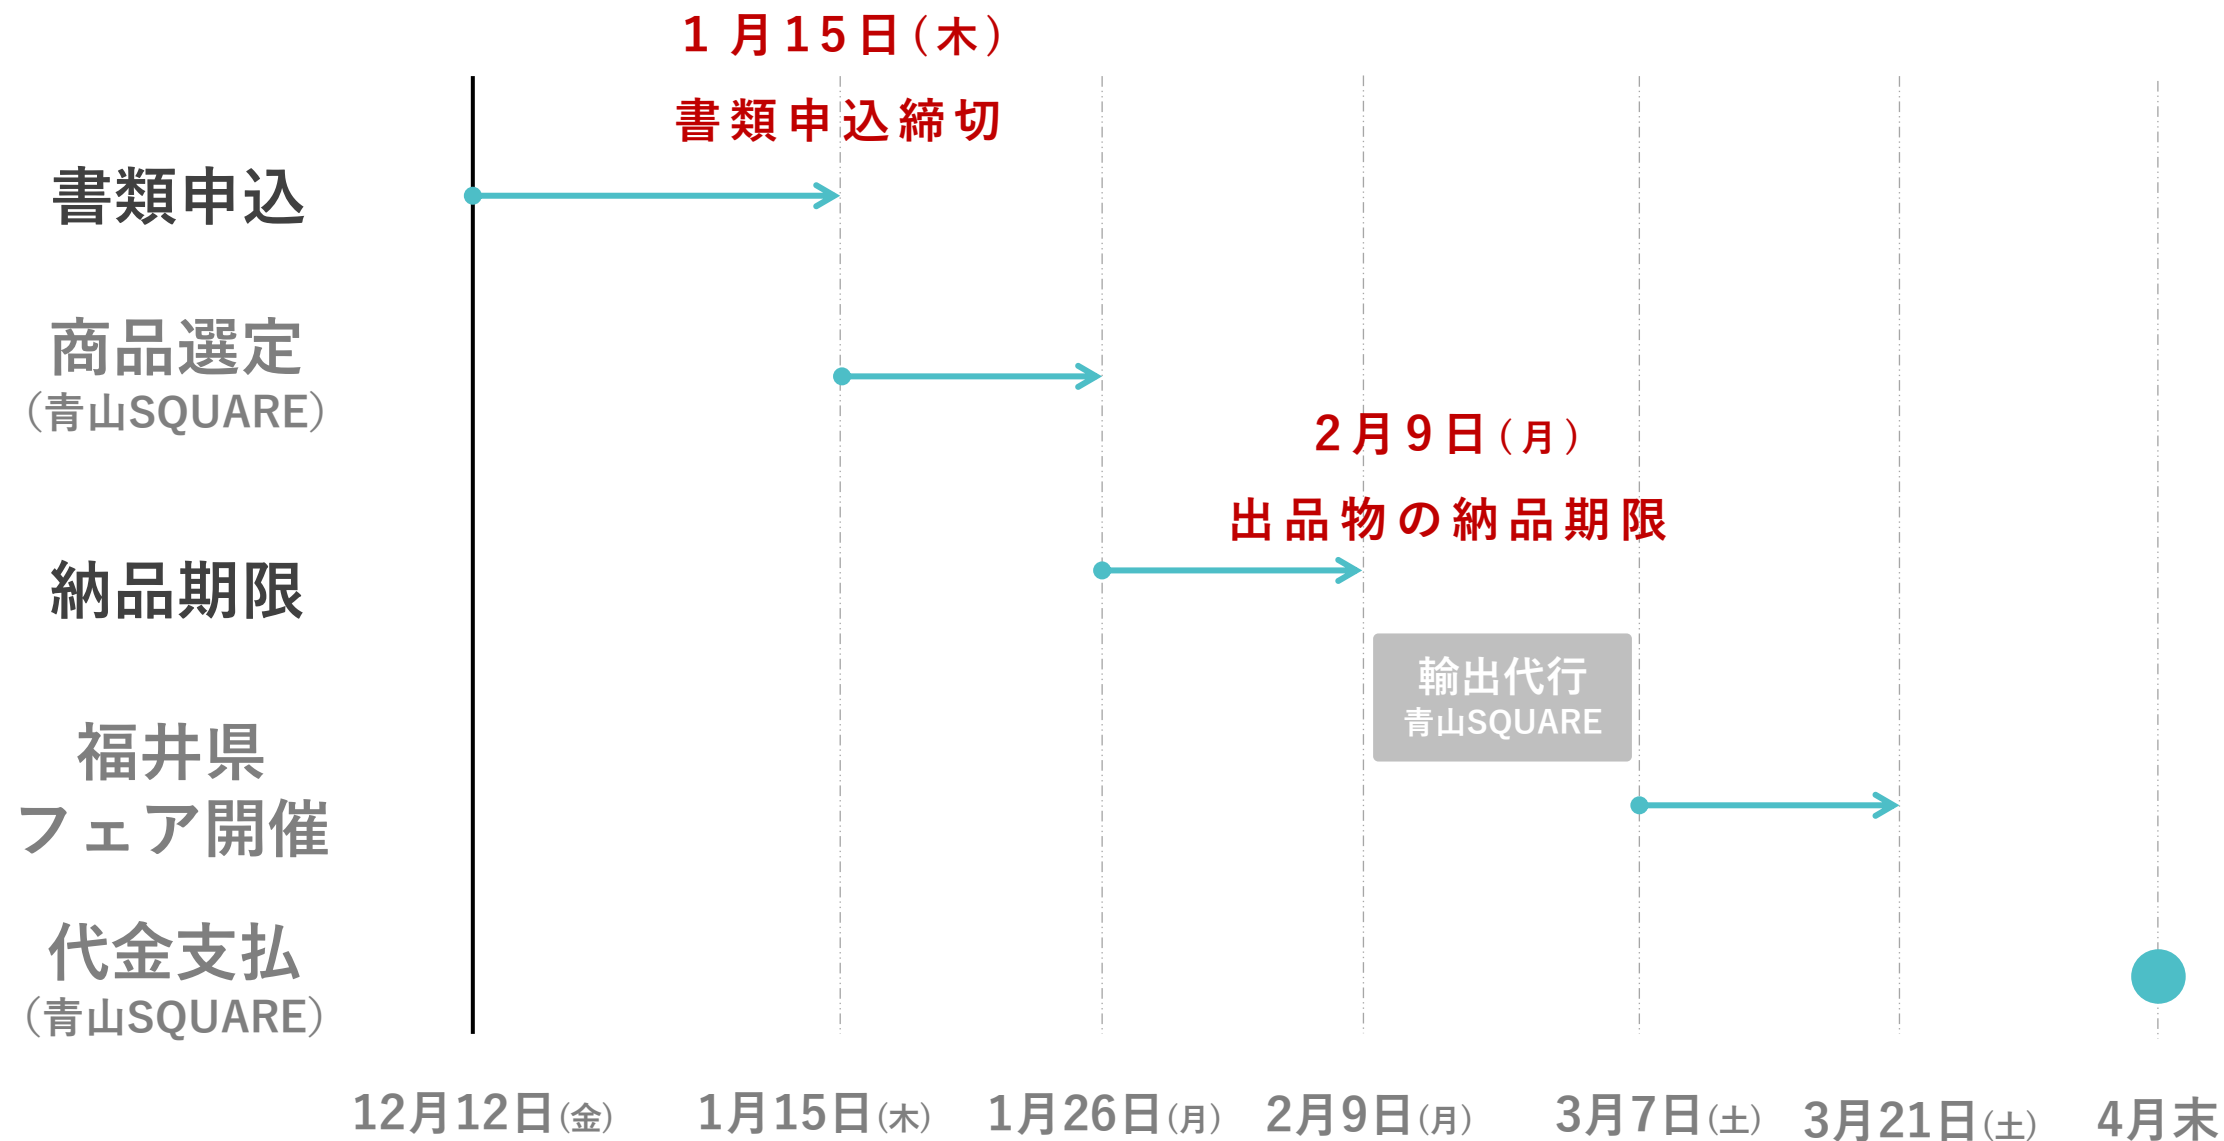 1月15日(木)
書類申込締切
書類申込
商品選定
（青山SQUARE）
2月9日(月)
出品物の納品期限
納品期限
輸出代行
青山SQUARE
福井県
フェア開催
代金支払
（青山SQUARE）
12月12日(金)
1月15日(木)
1月26日(月)
2月9日(月)
3月7日(土)
3月21日(土)
4月末